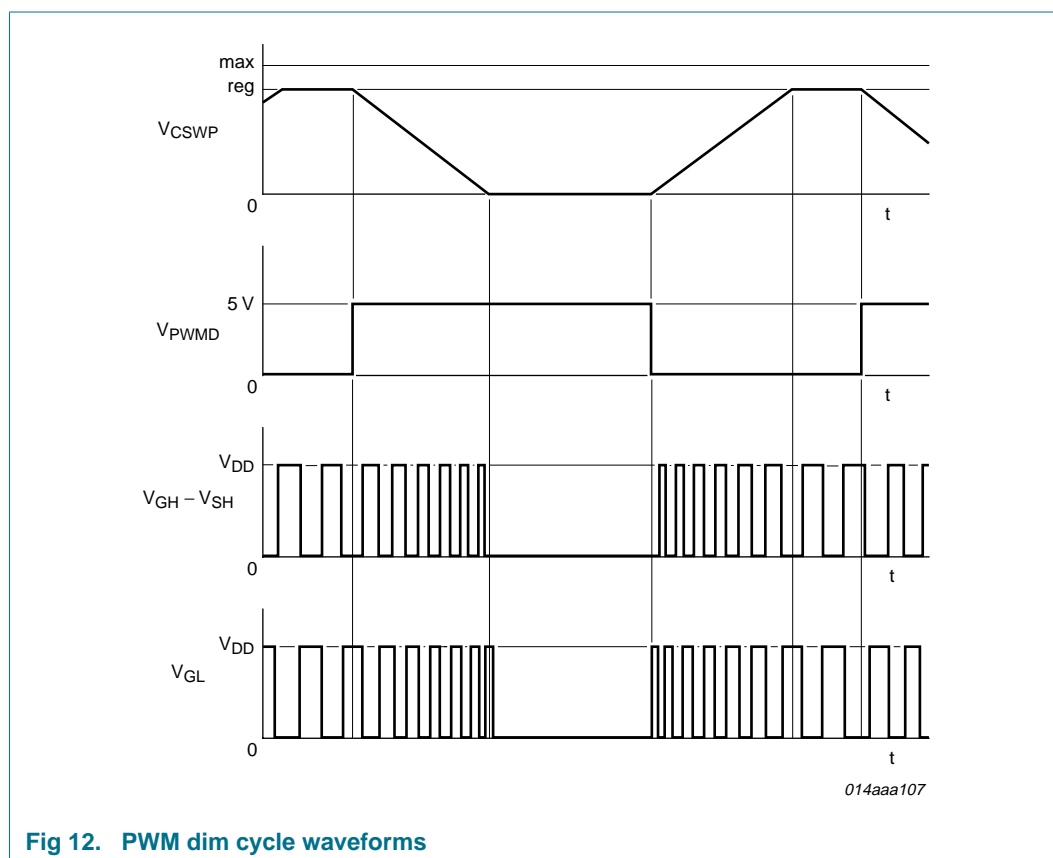 max
reg
VCSWP
0
t
5 V
VPWMD
0
t
VDD
VGH − VSH
0
t
VDD
VGL
0
t
014aaa107
Fig 12. PWM dim cycle waveforms